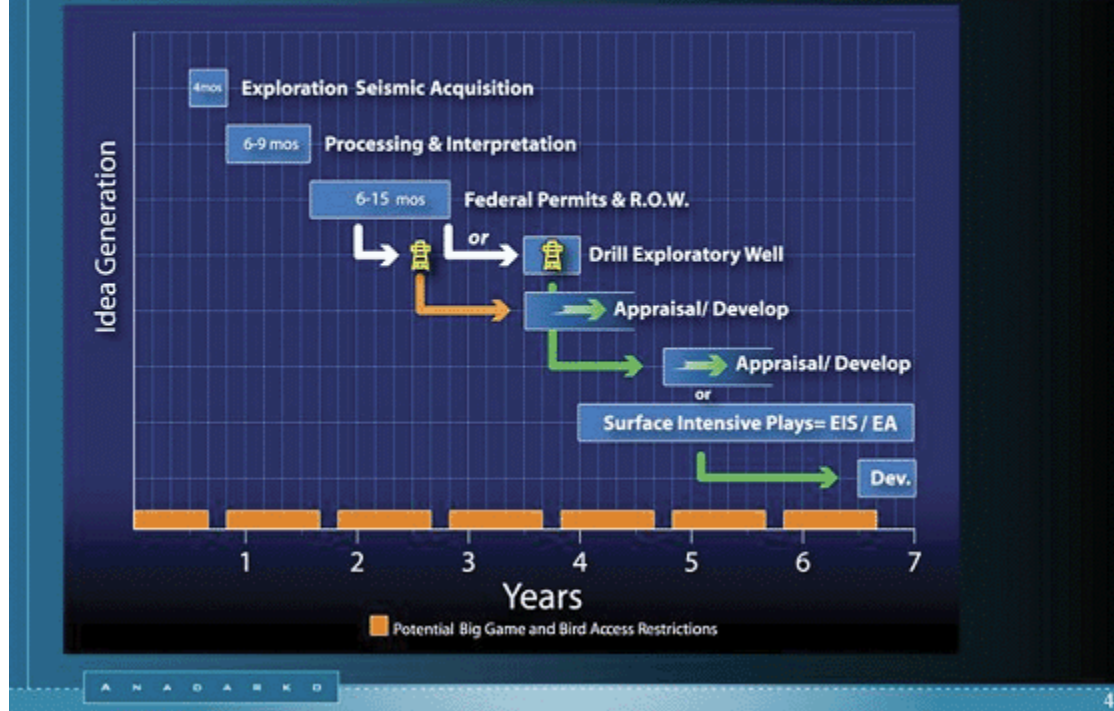 4mos Exploration Seismic Acquisition
6-9 mos Processing & Interpretation
6-15 mos Federal Permits & R.O.W.
or
Drill Exploratory Well
Appraisal/ Develop
Appraisal/ Develop
or
Surface Intensive Plays= EIS / EA
Dev.
Idea Generation
1 2 3 4 5 6 7
Years
Potential Big Game and Bird Access Restrictions
ANADARKO
4